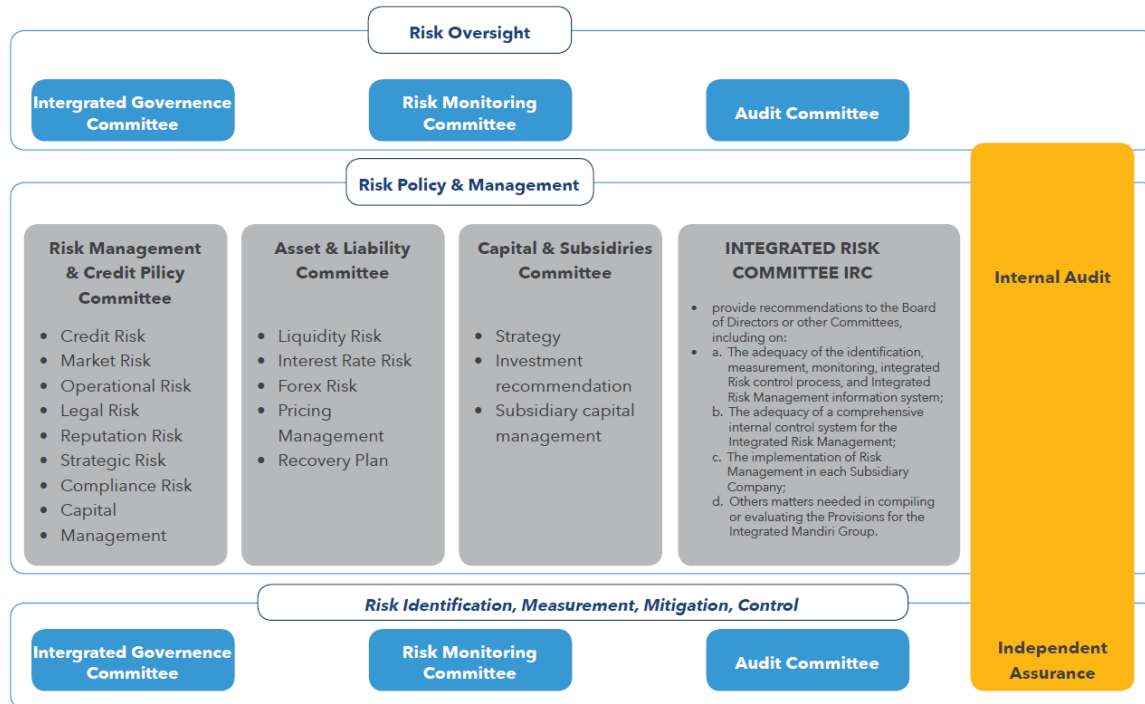 Risk Oversight
Intergrated Governence
Committee
Risk Monitoring
Committee
Audit Committee
Risk Policy & Management
Risk Management
& Credit Pilicy
Committee
• Credit Risk
• Market Risk
• Operational Risk
• Legal Risk
• Reputation Risk
• Strategic Risk
• Compliance Risk
• Capital
• Management
Asset & Liability
Committee
• Liquidity Risk
• Interest Rate Risk
• Forex Risk
• Pricing
Management
• Recovery Plan
Capital & Subsidiries
Committee
• Strategy
• Investment
recommendation
• Subsidiary capital
management
INTEGRATED RISK
COMMITTEE IRC
• provide recommendations to the Board
of Directors or other Committees,
including on:
• a. The adequacy of the identification,
measurement, monitoring, integrated
Risk control process, and Integrated
Risk Management information system;
b. The adequacy of a comprehensive
internal control system for the
Integrated Risk Management;
c. The implementation of Risk
Management in each Subsidiary
Company;
d. Others matters needed in compiling
or evaluating the Provisions for the
Integrated Mandiri Group.
Internal Audit
Risk Identification, Measurement, Mitigation, Control
Intergrated Governence
Committee
Risk Monitoring
Committee
Audit Committee
Independent
Assurance